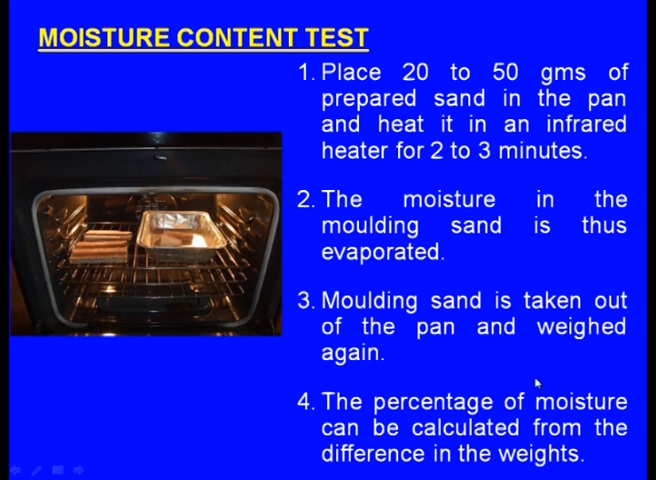 MOISTURE CONTENT TEST
1. Place 20 to 50 gms of
prepared sand in the pan
and heat it in an infrared
heater for 2 to 3 minutes.
2. The moisture in the
moulding sand is thus
evaporated.
3. Moulding sand is taken out
of the pan and weighed
again.
4. The percentage of moisture
can be calculated from the
difference in the weights.